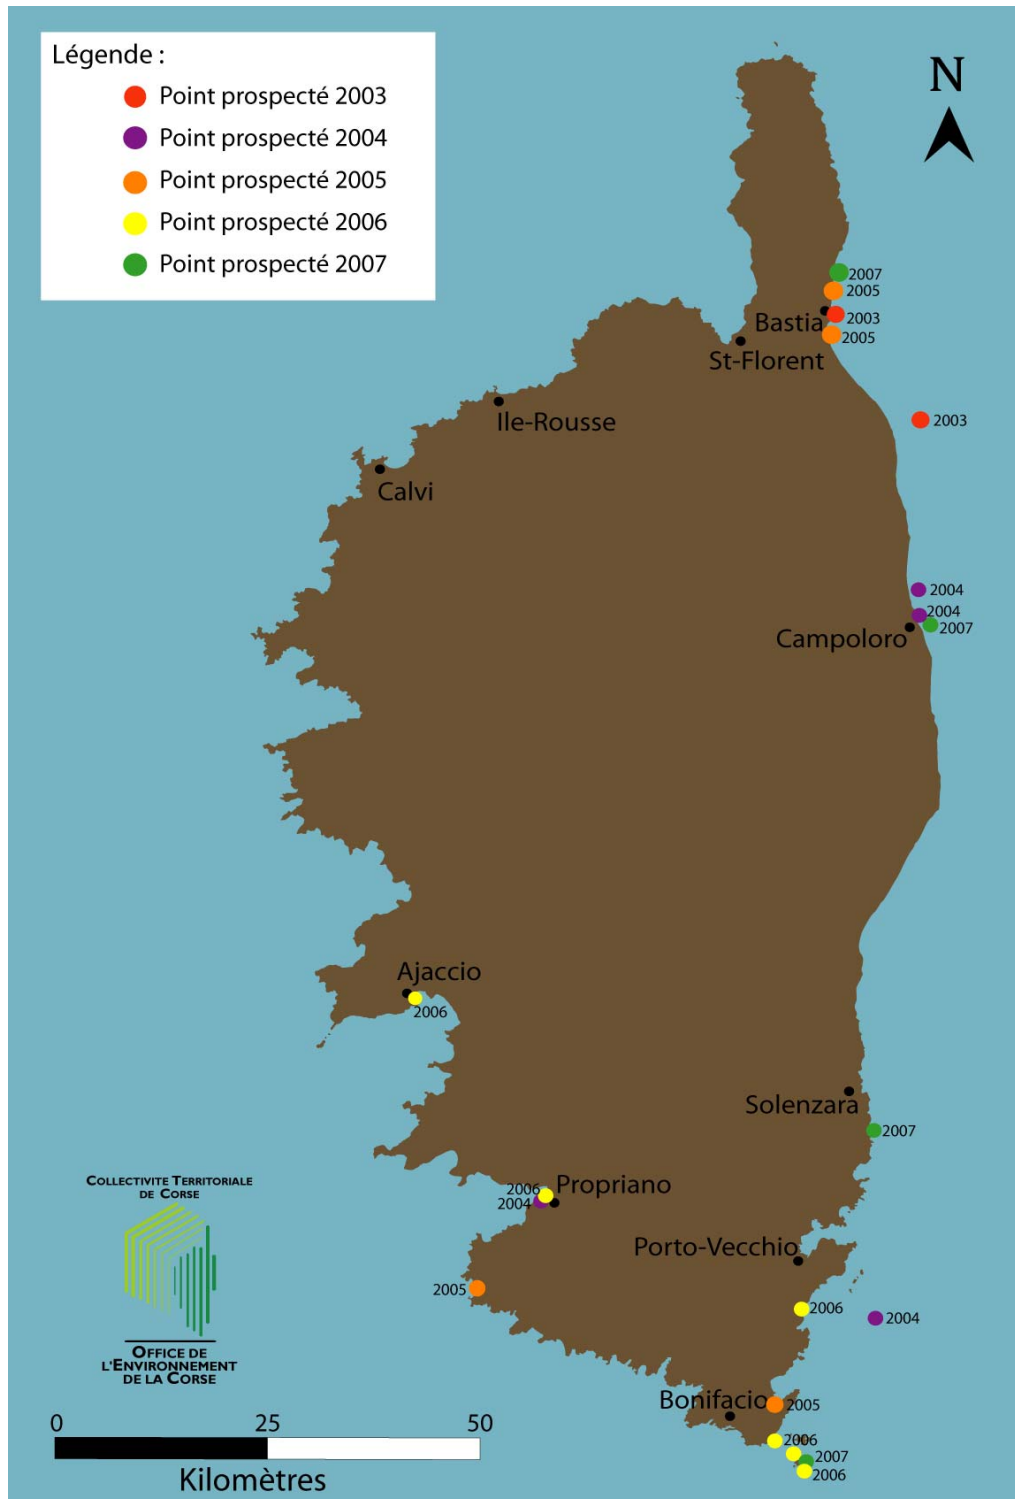 Légende :
Point prospecté 2003
Point prospecté 2004
Point prospecté 2005
Point prospecté 2006
Point prospecté 2007
N
2007
2005
Bastia
2003
2005
St-Florent
Ile-Rousse
2003
Calvi
2004
2004
Campoloro
2007
Ajaccio
2006
Solenzara
2007
2006
Propriano
2004
Porto-Vecchio
2005
2006
2004
Bonifacio
2005
2006
2007
2006
COLLECTIVITE TERRITORIALE
DE CORSE
OFFICE DE
L'ENVIRONNEMENT
DE LA CORSE
0 25 50
Kilomètres